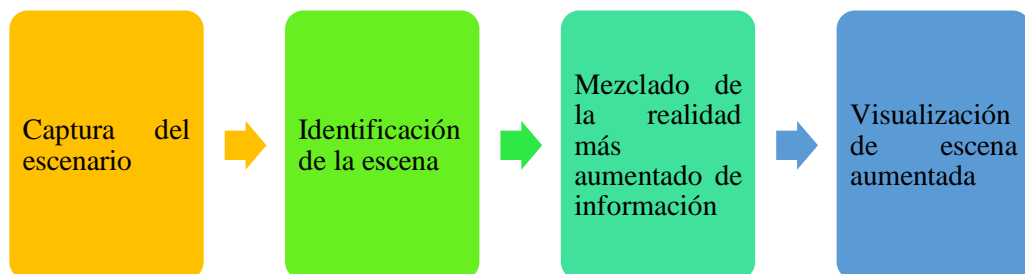 Captura del
escenario
Identificación
de la escena
Mezclado de
la realidad
más
aumentado de
información
Visualización
de escena
aumentada